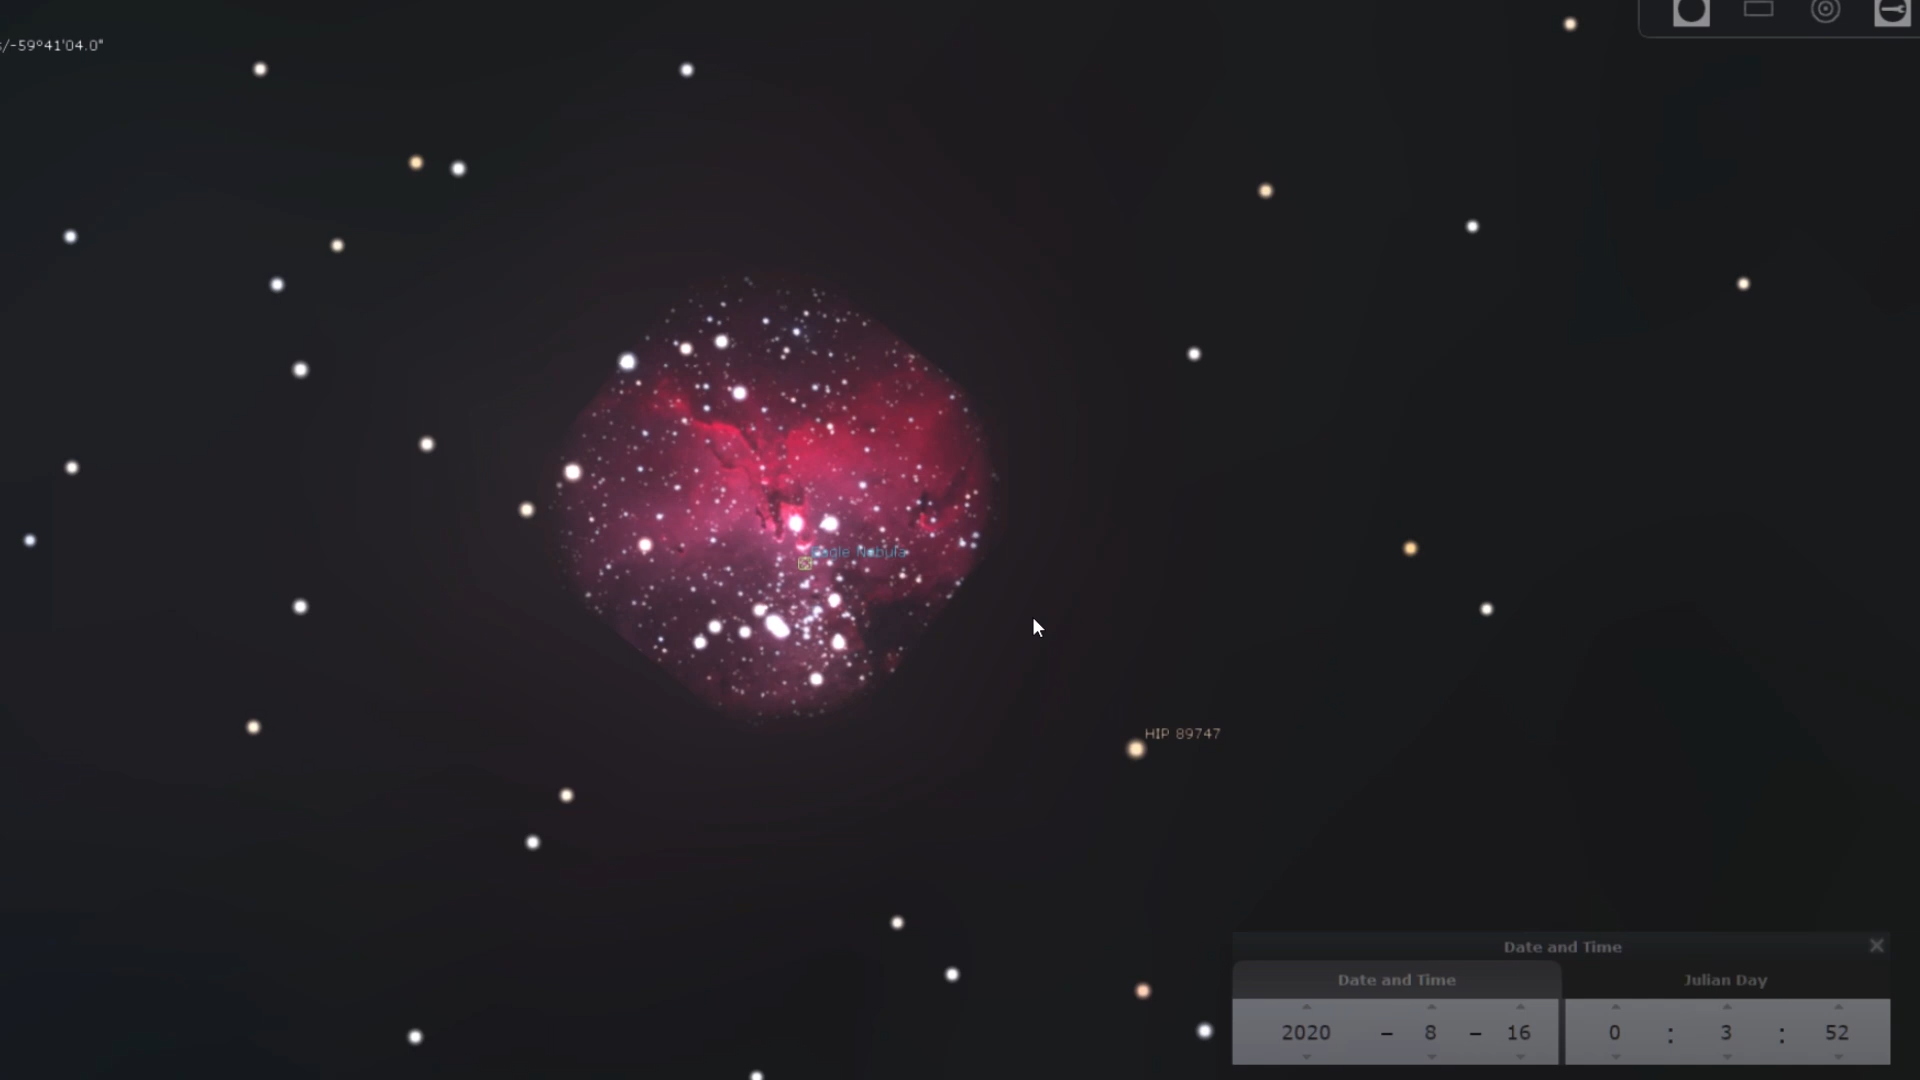 /-59°41'04.0"
Eagle Nebula
HIP 89747
Date and Time
Date and Time
Julian Day
2020 - 8 - 16
0 : 3 : 52